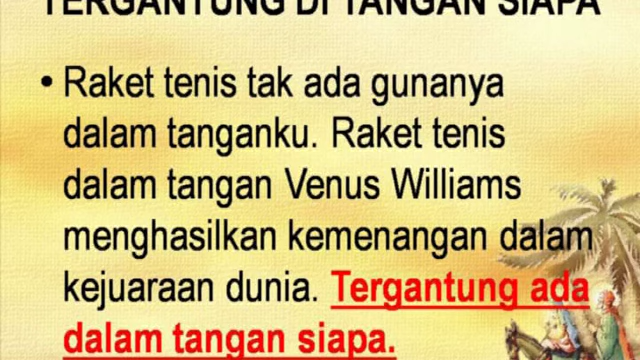 TERGANTUNG DI TANGAN SIAPA
• Raket tenis tak ada gunanya
dalam tanganku. Raket tenis
dalam tangan Venus Williams
menghasilkan kemenangan dalam
kejuaraan dunia. Tergantung ada
dalam tangan siapa.